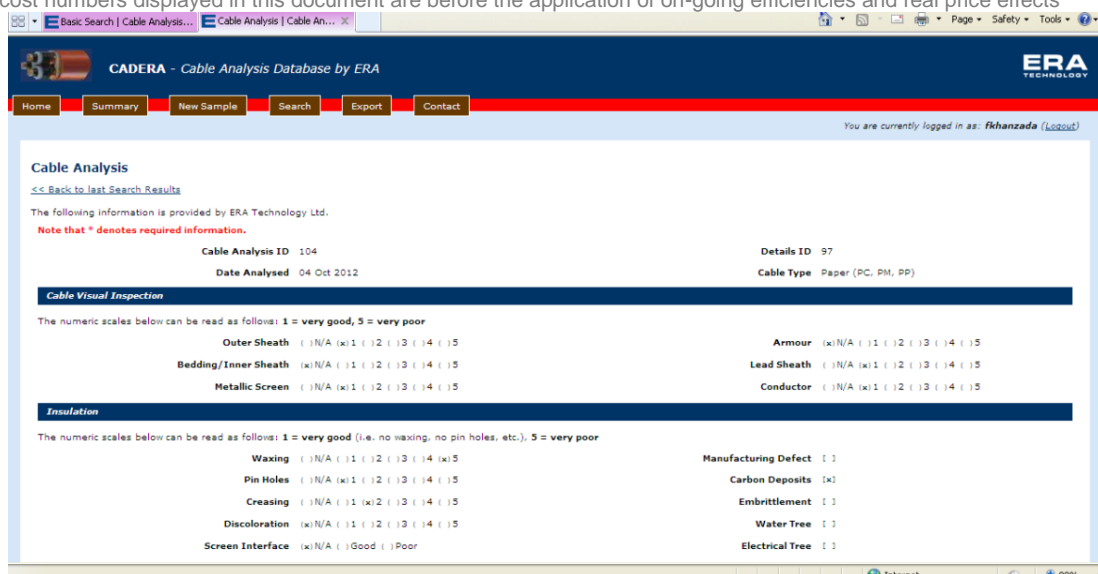 cost numbers displayed in this document are before the application of on-going efficiencies and real price effects
Basic Search | Cable Analysis... Cable Analysis | Cable An... X Page Safety Tools
CADERA - Cable Analysis Database by ERA ERA
TECHNOLOGY
Home Summary New Sample Search Export Contact
You are currently logged in as: fkhanzada (Logout)
Cable Analysis
<< Back to last Search Results
The following information is provided by ERA Technology Ltd.
Note that * denotes required information.
Cable Analysis ID 104 Details ID 97
Date Analysed 04 Oct 2012 Cable Type Paper (PC, PM, PP)
Cable Visual Inspection
The numeric scales below can be read as follows: 1 = very good, 5 = very poor
Outer Sheath ( )N/A (x)1 ( )2 ( )3 ( )4 ( )5 Armour (x)N/A ( )1 ( )2 ( )3 ( )4 ( )5
Bedding/Inner Sheath (x)N/A ( )1 ( )2 ( )3 ( )4 ( )5 Lead Sheath ( )N/A (x)1 ( )2 ( )3 ( )4 ( )5
Metallic Screen ( )N/A (x)1 ( )2 ( )3 ( )4 ( )5 Conductor ( )N/A (x)1 ( )2 ( )3 ( )4 ( )5
Insulation
The numeric scales below can be read as follows: 1 = very good (i.e. no waxing, no pin holes, etc.), 5 = very poor
Waxing ( )N/A ( )1 ( )2 ( )3 ( )4 (x)5 Manufacturing Defect [ ]
Pin Holes ( )N/A (x)1 ( )2 ( )3 ( )4 ( )5 Carbon Deposits [x]
Creasing ( )N/A ( )1 (x)2 ( )3 ( )4 ( )5 Embrittlement [ ]
Discoloration (x)N/A ( )1 ( )2 ( )3 ( )4 ( )5 Water Tree [ ]
Screen Interface (x)N/A ( )Good ( )Poor Electrical Tree [ ]